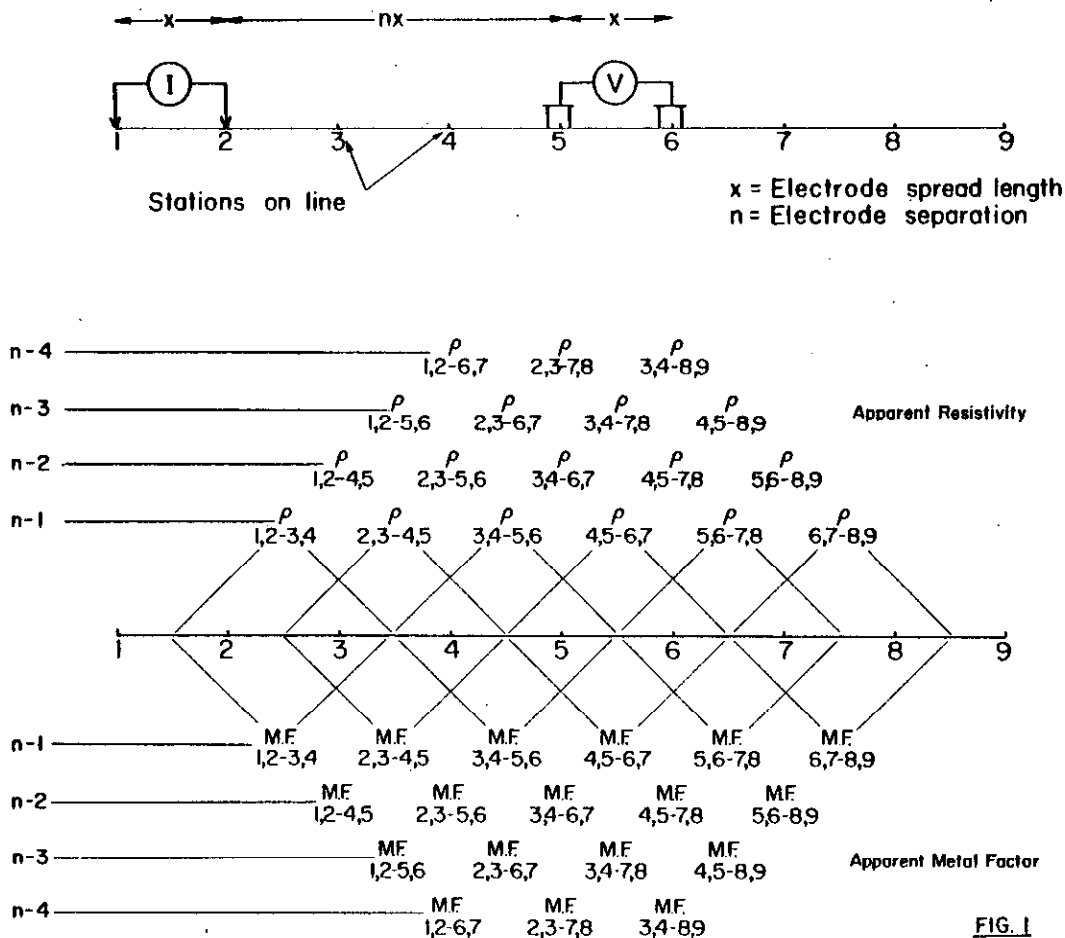 x nx x
I V
1 2 3 4 5 6 7 8 9
Stations on line
x = Electrode spread length
n = Electrode separation
n-4 ρ ρ ρ
1,2-6,7 2,3-7,8 3,4-8,9
n-3 ρ ρ ρ ρ Apparent Resistivity
1,2-5,6 2,3-6,7 3,4-7,8 4,5-8,9
n-2 ρ ρ ρ ρ ρ
1,2-4,5 2,3-5,6 3,4-6,7 4,5-7,8 5,6-8,9
n-1 ρ ρ ρ ρ ρ ρ
1,2-3,4 2,3-4,5 3,4-5,6 4,5-6,7 5,6-7,8 6,7-8,9
1 2 3 4 5 6 7 8 9
n-1 M.F. M.F. M.F. M.F. M.F. M.F.
1,2-3,4 2,3-4,5 3,4-5,6 4,5-6,7 5,6-7,8 6,7-8,9
n-2 M.F. M.F. M.F. M.F. M.F.
1,2-4,5 2,3-5,6 3,4-6,7 4,5-7,8 5,6-8,9
n-3 M.F. M.F. M.F. M.F. Apparent Metal Factor
1,2-5,6 2,3-6,7 3,4-7,8 4,5-8,9
n-4 M.F. M.F. M.F.
1,2-6,7 2,3-7,8 3,4-8,9
FIG. 1